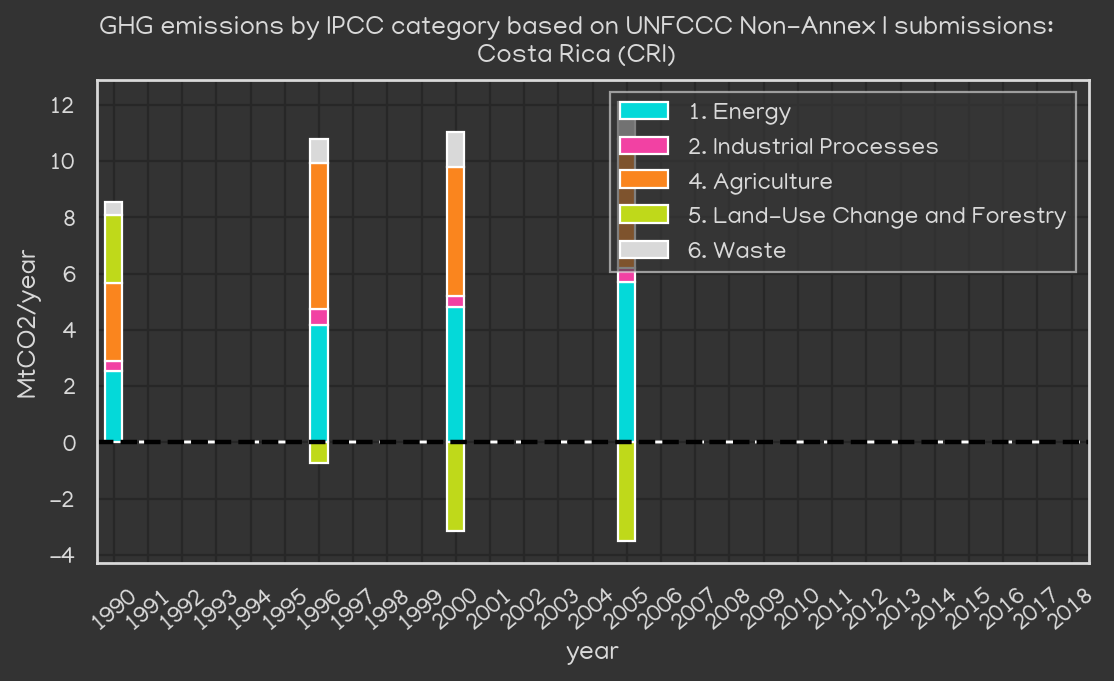 GHG emissions by IPCC category based on UNFCCC Non-Annex I submissions:
Costa Rica (CRI)
12
10
8
6
4
2
0
−2
−4
MtCO2/year
1. Energy
2. Industrial Processes
4. Agriculture
5. Land-Use Change and Forestry
6. Waste
1990 1991 1992 1993 1994 1995 1996 1997 1998 1999 2000 2001 2002 2003 2004 2005 2006 2007 2008 2009 2010 2011 2012 2013 2014 2015 2016 2017 2018
year